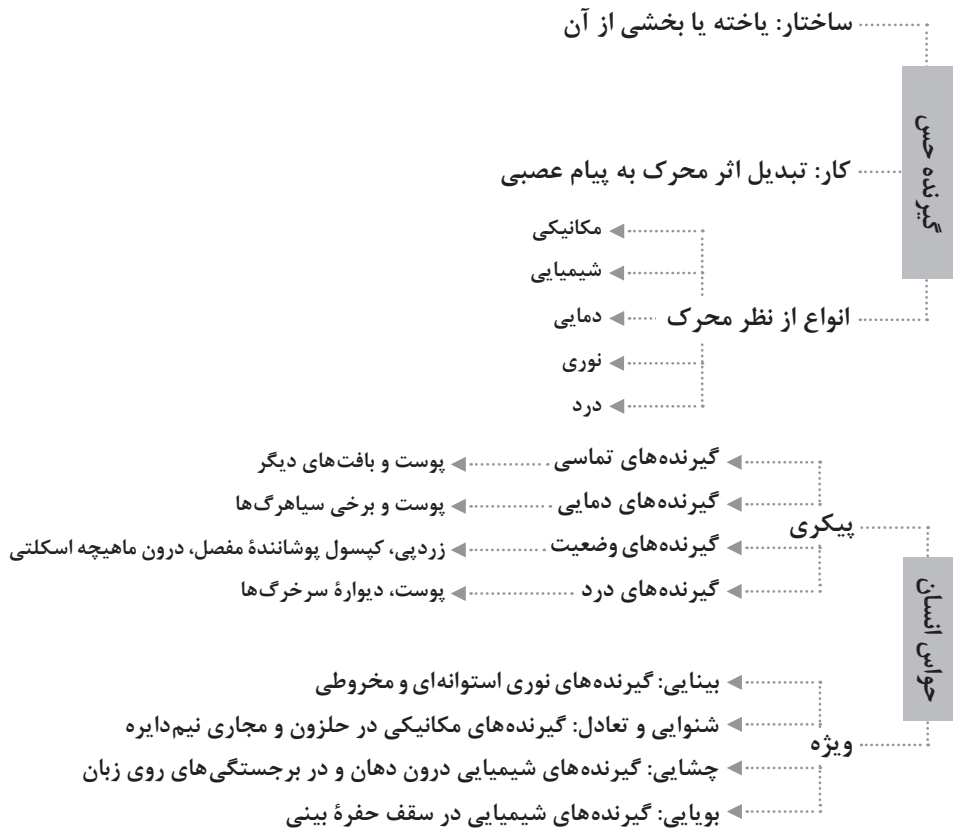 ساختار: یاخته یا بخشی از آن
گیرنده حس
کار: تبدیل اثر محرک به پیام عصبی
مکانیکی
شیمیایی
انواع از نظر محرک دمایی
نوری
درد
گیرنده‌های تماسی پوست و بافت‌های دیگر
گیرنده‌های دمایی پوست و برخی سیاهرگ‌ها
پیکری
گیرنده‌های وضعیت زردپی، کپسول پوشانندهٔ مفصل، درون ماهیچه اسکلتی
گیرنده‌های درد پوست، دیوارهٔ سرخرگ‌ها
حواس انسان
بینایی: گیرنده‌های نوری استوانه‌ای و مخروطی
شنوایی و تعادل: گیرنده‌های مکانیکی در حلزون و مجاری نیم‌دایره
ویژه
چشایی: گیرنده‌های شیمیایی درون دهان و در برجستگی‌های روی زبان
بویایی: گیرنده‌های شیمیایی در سقف حفرهٔ بینی